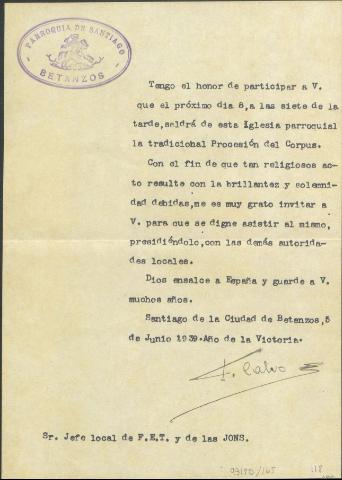 PARROQUIA DE SANTIAGO
BETANZOS
Tengo el honor de participar a V.
que el próximo dia 8, a las siete de la
tarde, saldrá de esta Iglesia parroquial
la tradicional Procesión del Corpus.
Con el fin de que tan religioso ac-
to resulte con la brillantez y solemni-
dad debidas, me es muy grato invitar a
V. para que se digne asistir al mismo,
presidiéndolo, con las demás autorida-
des locales.
Dios ensalce a España y guarde a V.
muchos años.
Santiago de la Ciudad de Betanzos, 5
de Junio 1939. Año de la Victoria.
F. Calvo
Sr. Jefe local de F.E.T. y de las JONS.
18